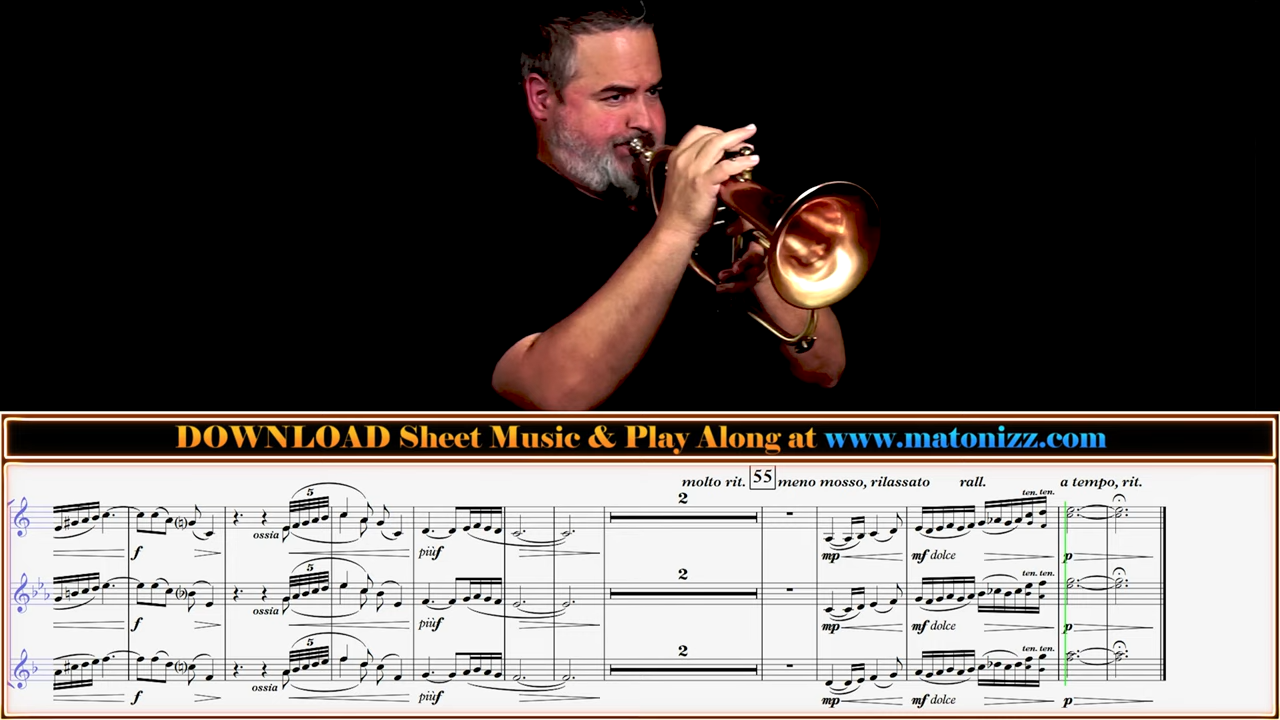 DOWNLOAD Sheet Music & Play Along at www.matonizz.com
molto rit. 55 meno mosso, rilassato rall. a tempo, rit.
5 2 ten. ten.
ossia
f più f mp mf dolce p
5 2 ten. ten.
ossia
f più f mp mf dolce p
5 2 ten. ten.
ossia
f più f mp mf dolce p